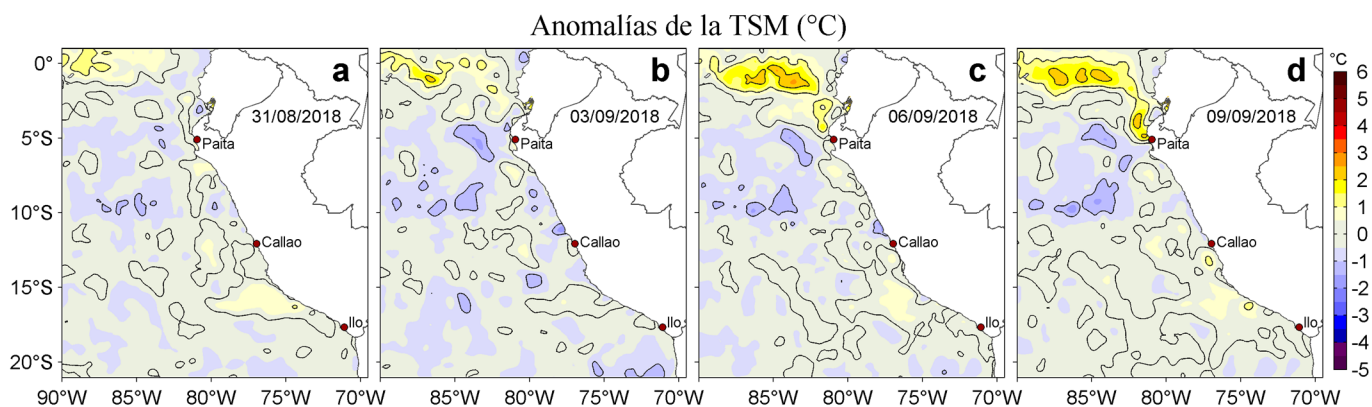 Anomalías de la TSM (°C)
a
31/08/2018
Paita
Callao
Ilo
b
03/09/2018
Paita
Callao
Ilo
c
06/09/2018
Paita
Callao
Ilo
d
09/09/2018
Paita
Callao
Ilo
0°
5°S
10°S
15°S
20°S
90°W 85°W 80°W 75°W 70°W
85°W 80°W 75°W 70°W
85°W 80°W 75°W 70°W
85°W 80°W 75°W 70°W
°C
6
5
4
3
2
1
0
-1
-2
-3
-4
-5